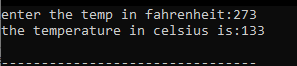 enter the temp in fahrenheit:273
the temperature in celsius is:133
--------------------------------